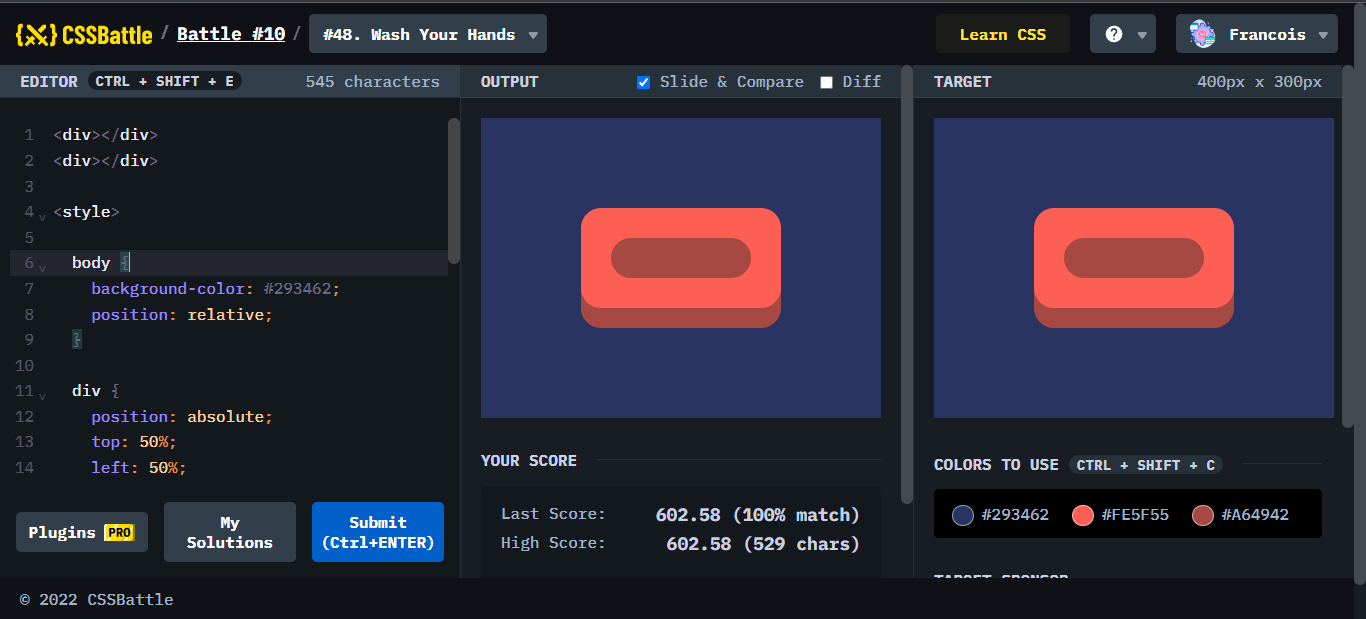 {X} CSSBattle / Battle #10 / #48. Wash Your Hands
Learn CSS
?
Francois
EDITOR CTRL + SHIFT + E 545 characters
OUTPUT Slide & Compare Diff
TARGET 400px x 300px
1 <div></div>
2 <div></div>
3
4 <style>
5
6 body {
7 background-color: #293462;
8 position: relative;
9 }
10
11 div {
12 position: absolute;
13 top: 50%;
14 left: 50%;
Plugins PRO
My
Solutions
Submit
(Ctrl+ENTER)
YOUR SCORE
Last Score: 602.58 (100% match)
High Score: 602.58 (529 chars)
COLORS TO USE CTRL + SHIFT + C
#293462 #FE5F55 #A64942
TARGET SPONSOR
© 2022 CSSBattle